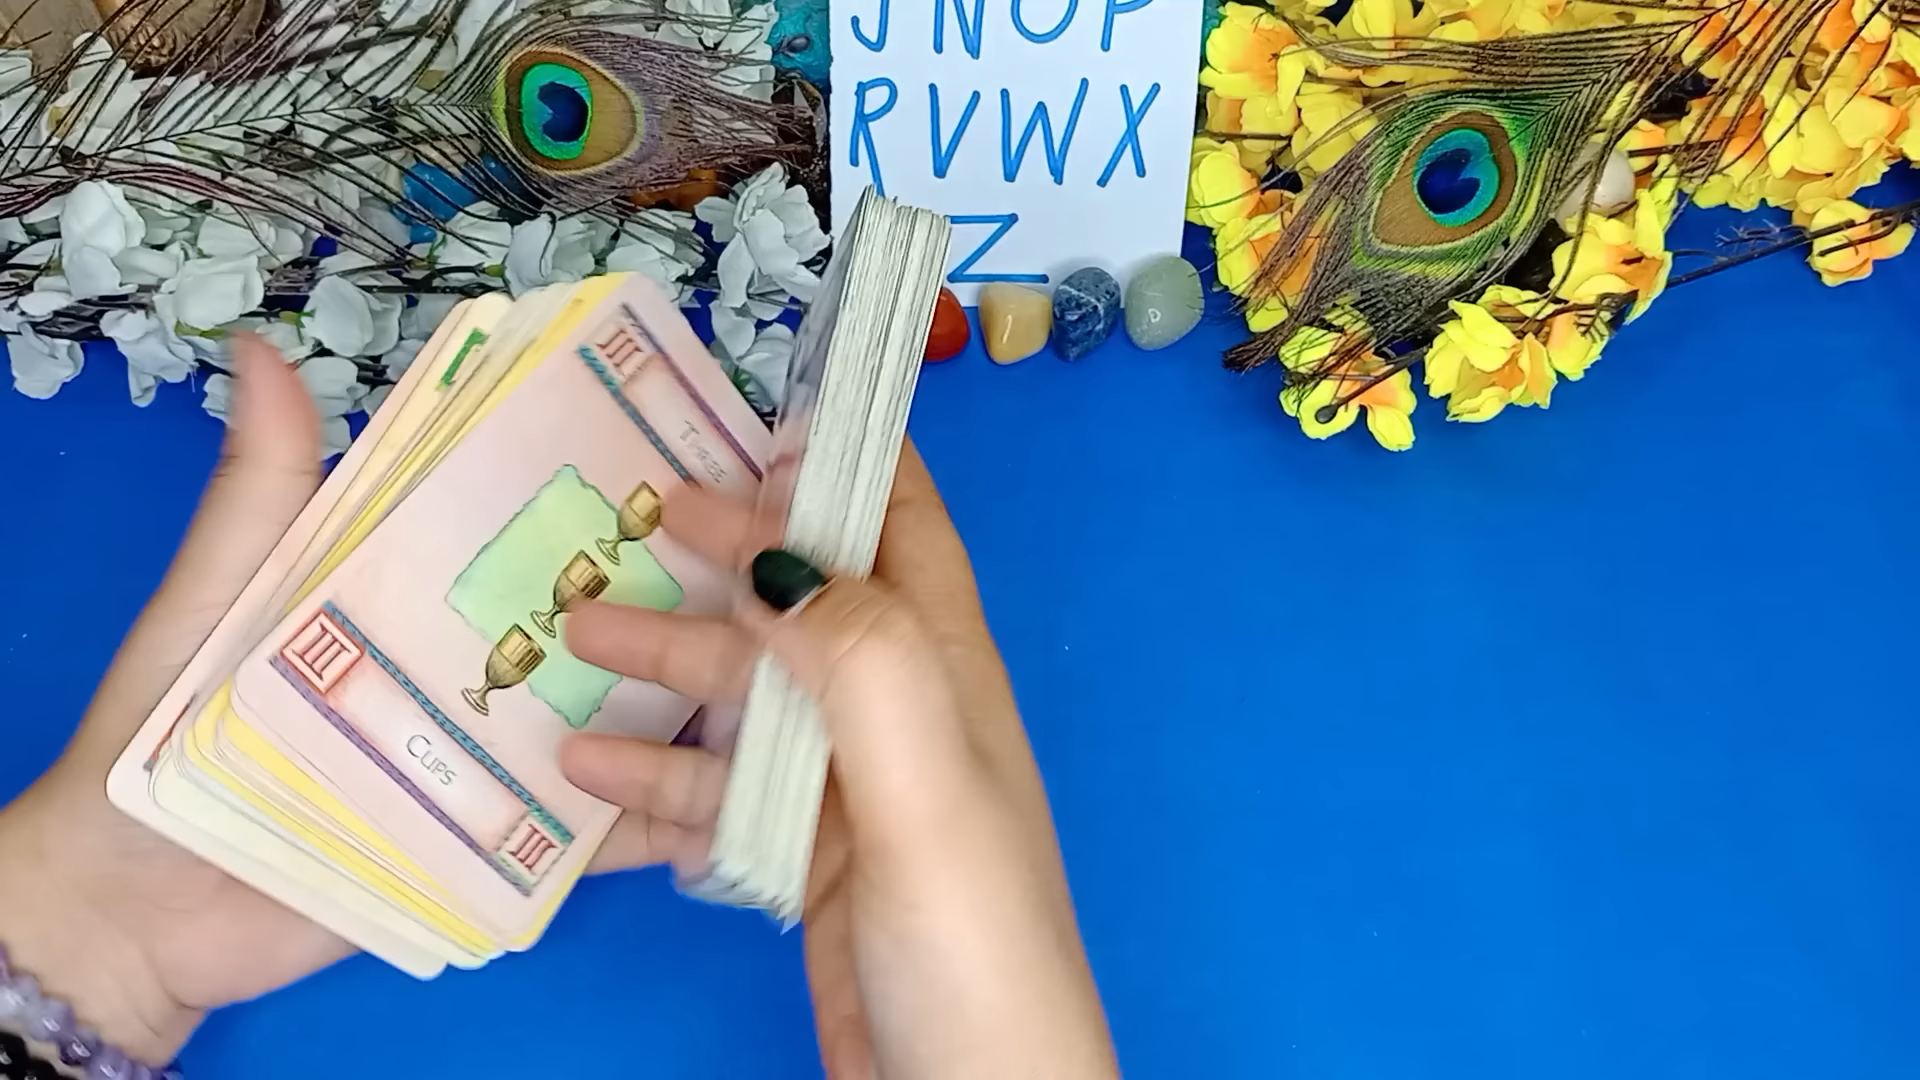 J N O P
R V W X
Z
III
THREE
III
CUPS
III